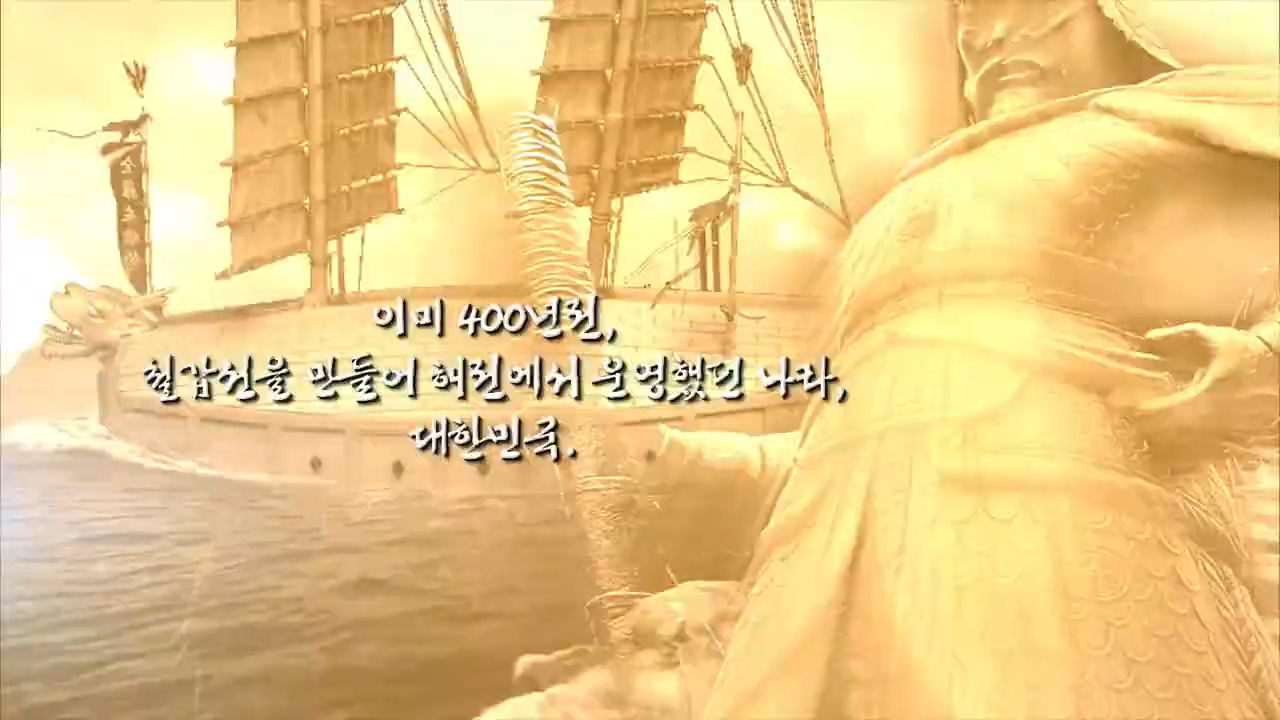 이미 400년전,
철갑선을 만들어 해전에서 운영했던 나라,
대한민국.